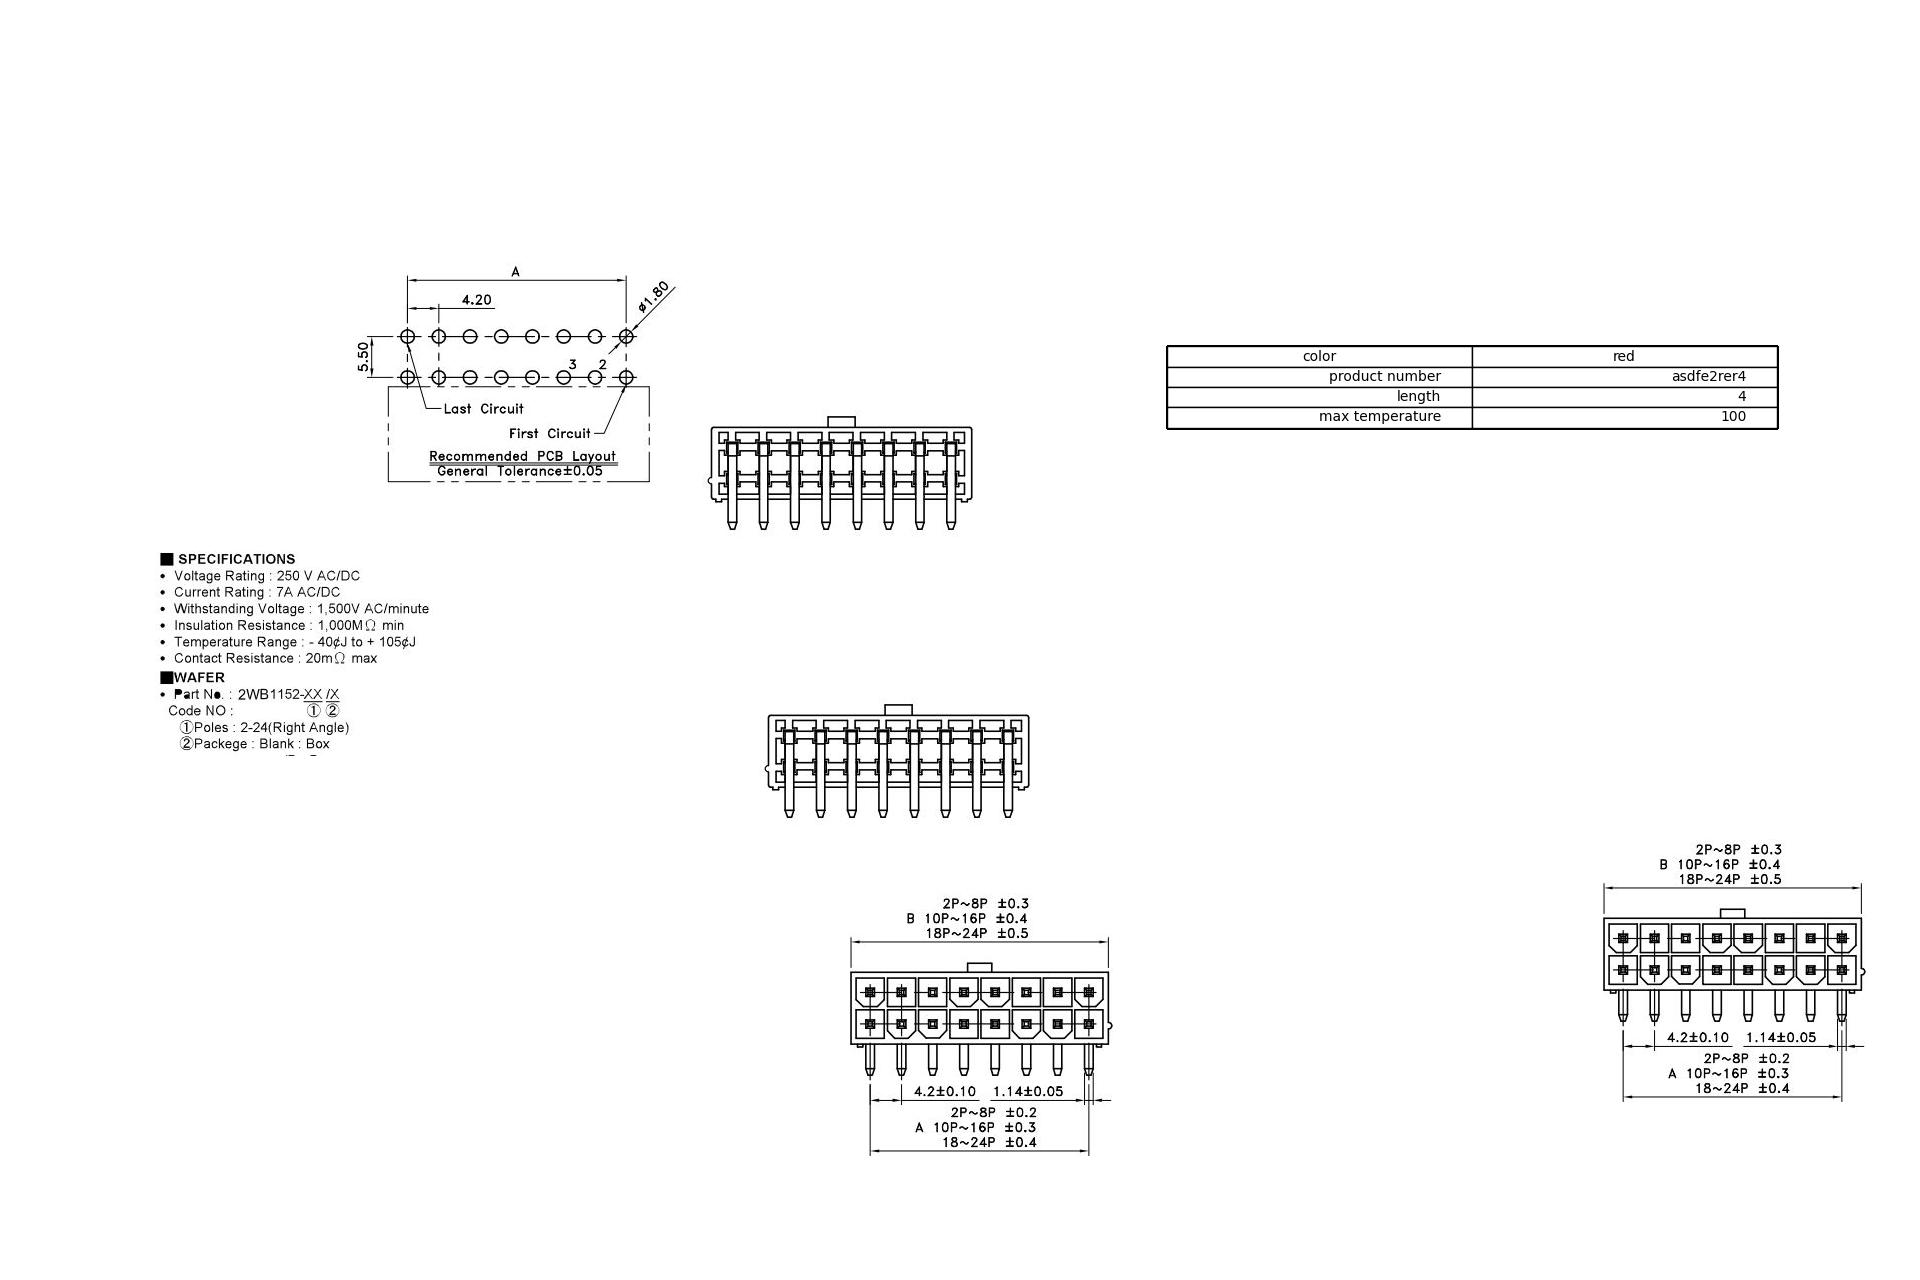 A
4.20
ø1.80
5.50
3 2
Last Circuit
First Circuit
Recommended PCB Layout
General Tolerance±0.05
color red
product number asdfe2rer4
length 4
max temperature 100
■ SPECIFICATIONS
• Voltage Rating : 250 V AC/DC
• Current Rating : 7A AC/DC
• Withstanding Voltage : 1,500V AC/minute
• Insulation Resistance : 1,000MΩ min
• Temperature Range : - 40¢J to + 105¢J
• Contact Resistance : 20mΩ max
■WAFER
• Part No. : 2WB1152-XX /X
Code NO : ① ②
①Poles : 2-24(Right Angle)
②Packege : Blank : Box
2P~8P ±0.3
B 10P~16P ±0.4
18P~24P ±0.5
4.2±0.10 1.14±0.05
2P~8P ±0.2
A 10P~16P ±0.3
18~24P ±0.4
2P~8P ±0.3
B 10P~16P ±0.4
18P~24P ±0.5
4.2±0.10 1.14±0.05
2P~8P ±0.2
A 10P~16P ±0.3
18~24P ±0.4